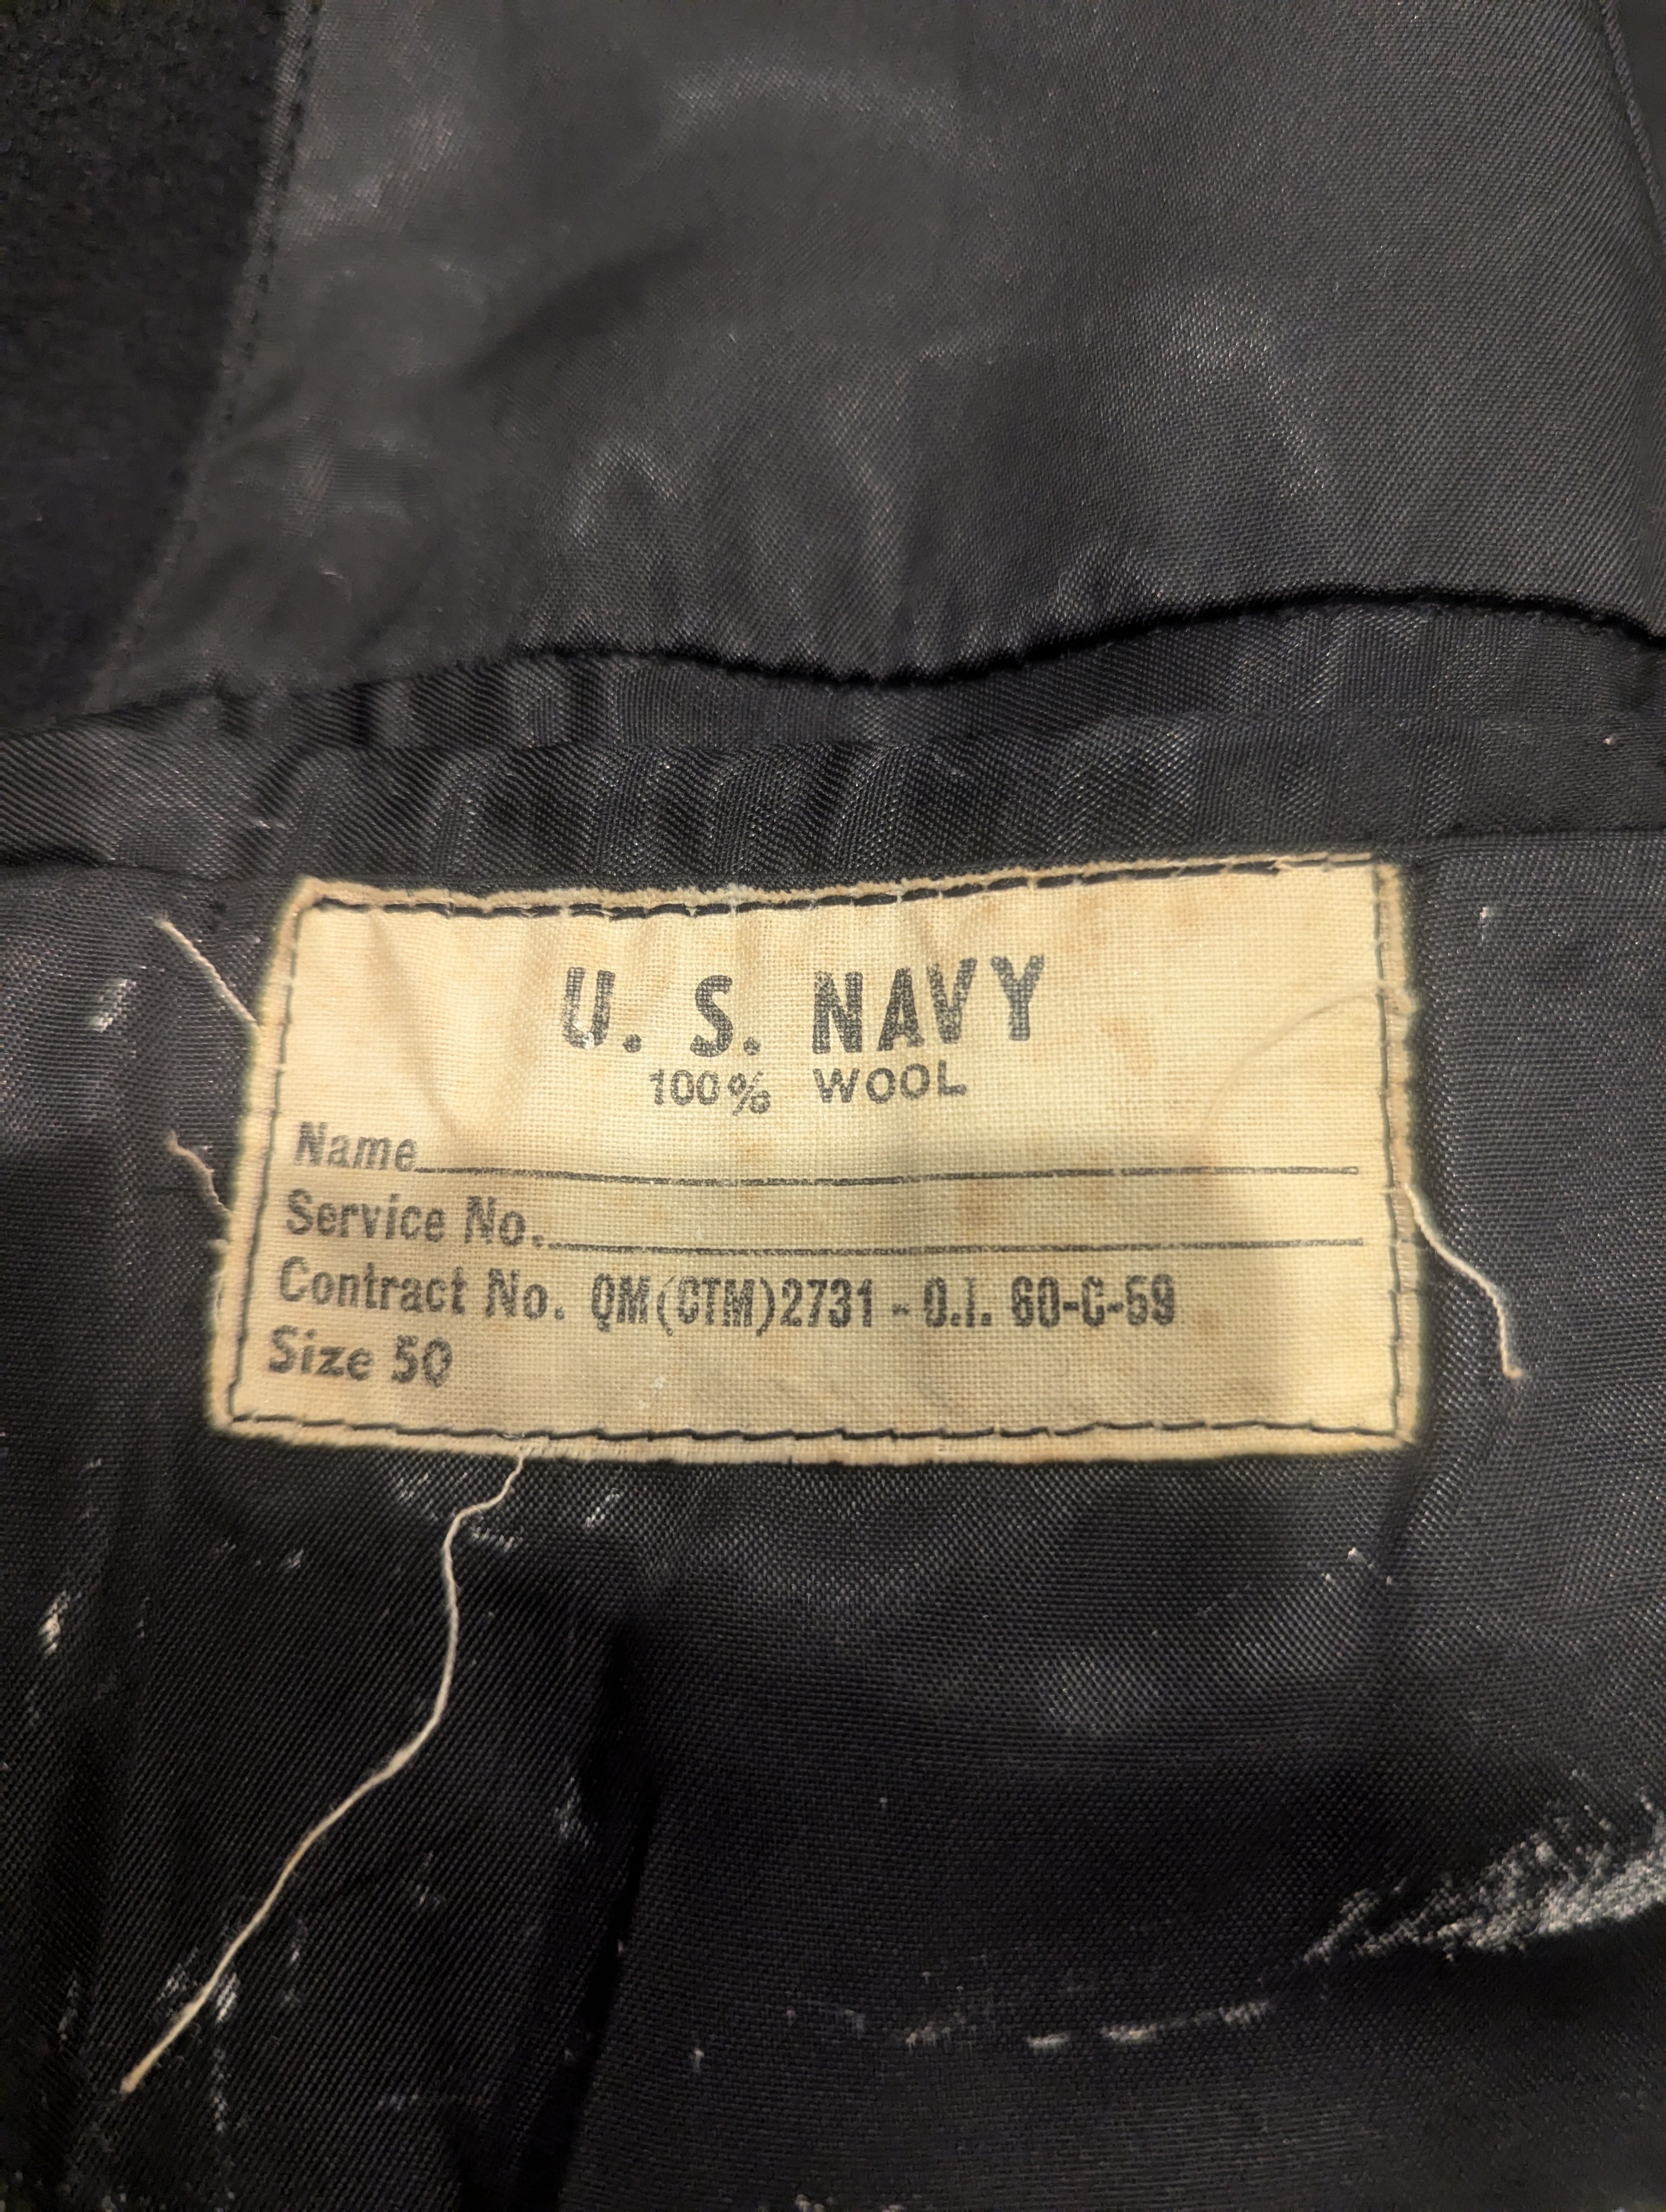 U. S. NAVY
100% WOOL
Name
Service No.
Contract No. QM(CTM)2731 - O.I. 60-C-59
Size 50